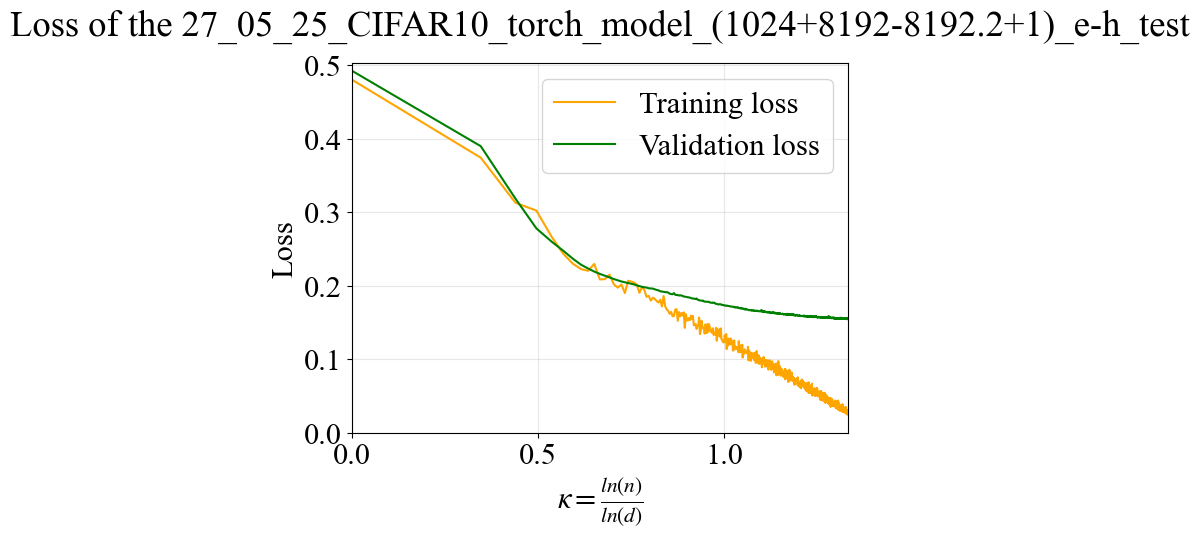 Loss of the 27_05_25_CIFAR10_torch_model_(1024+8192-8192.2+1)_e-h_test
0.5
0.4
0.3
0.2
0.1
0.0
Loss
Training loss
Validation loss
0.0 0.5 1.0
κ = ln(n)/ln(d)